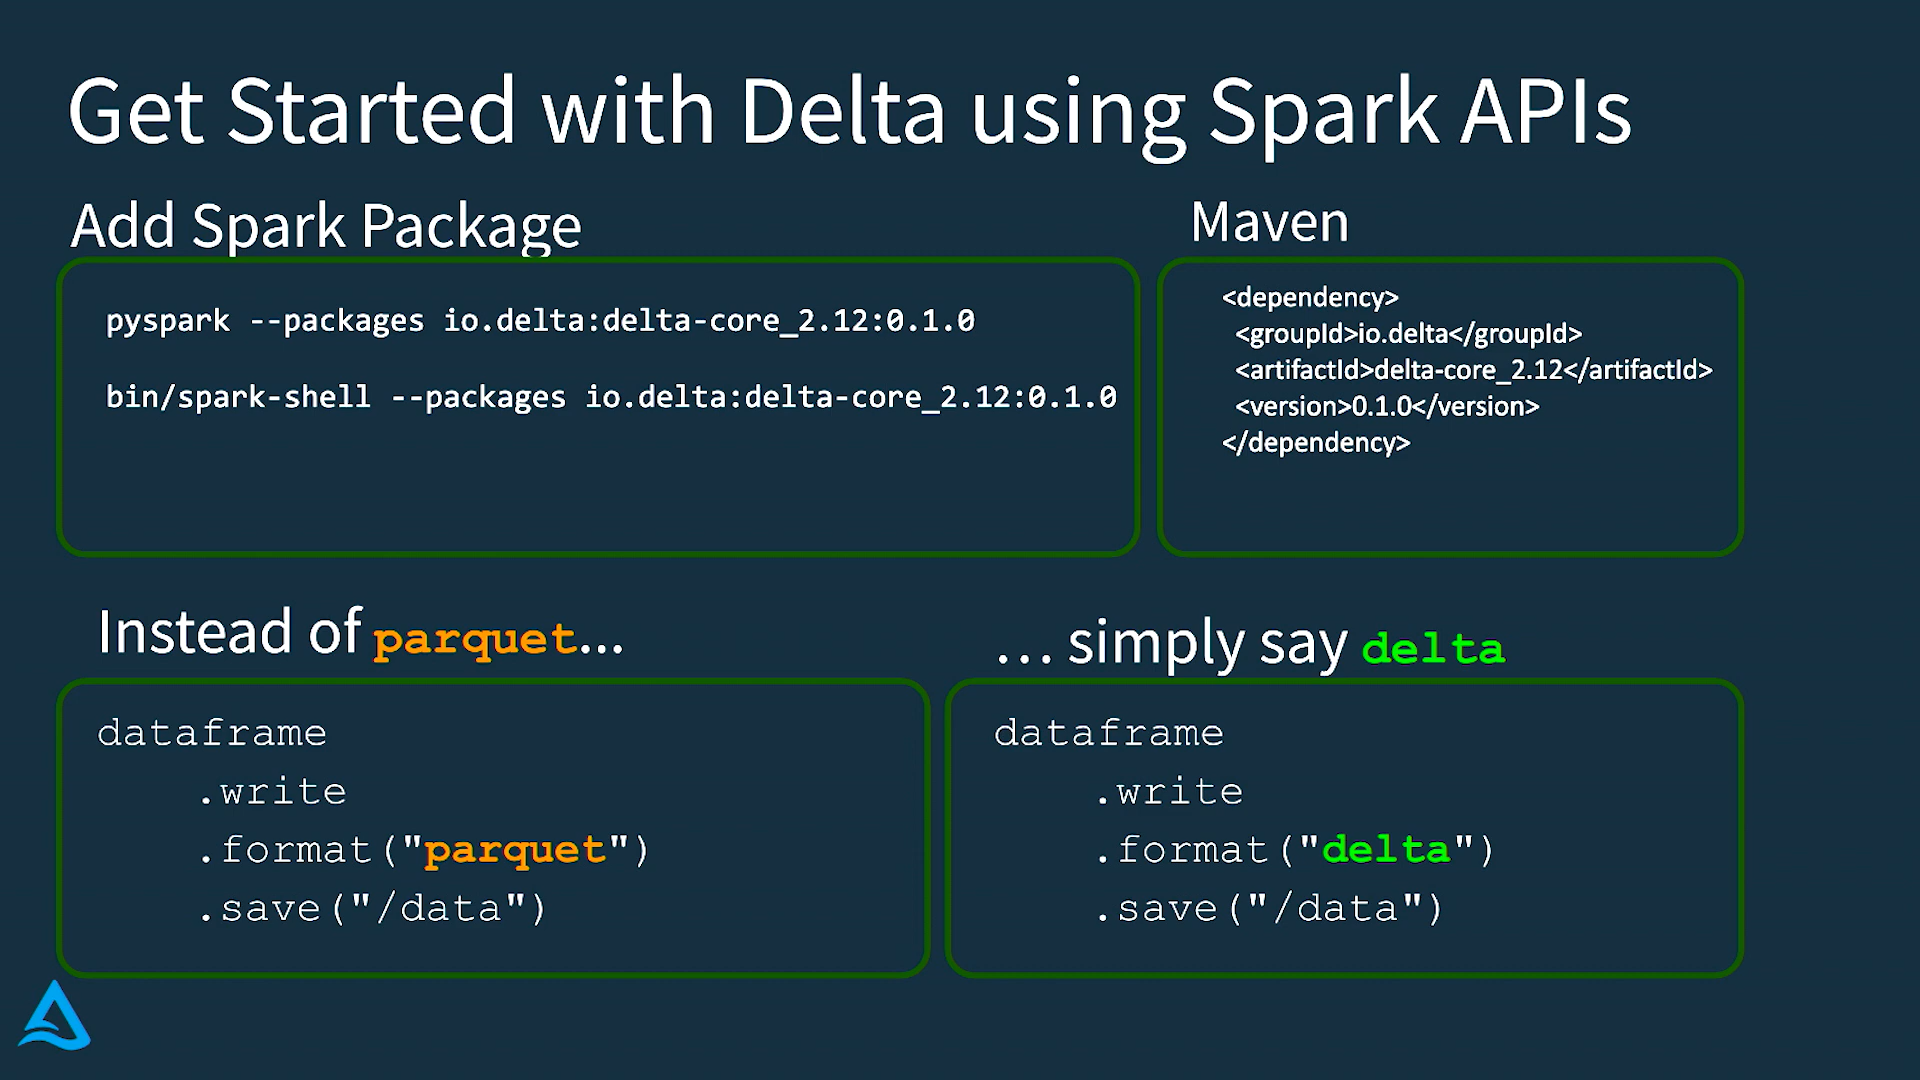 Get Started with Delta using Spark APIs
Add Spark Package
pyspark --packages io.delta:delta-core_2.12:0.1.0
bin/spark-shell --packages io.delta:delta-core_2.12:0.1.0
Maven
<dependency>
<groupId>io.delta</groupId>
<artifactId>delta-core_2.12</artifactId>
<version>0.1.0</version>
</dependency>
Instead of parquet...
dataframe
.write
.format("parquet")
.save("/data")
... simply say delta
dataframe
.write
.format("delta")
.save("/data")